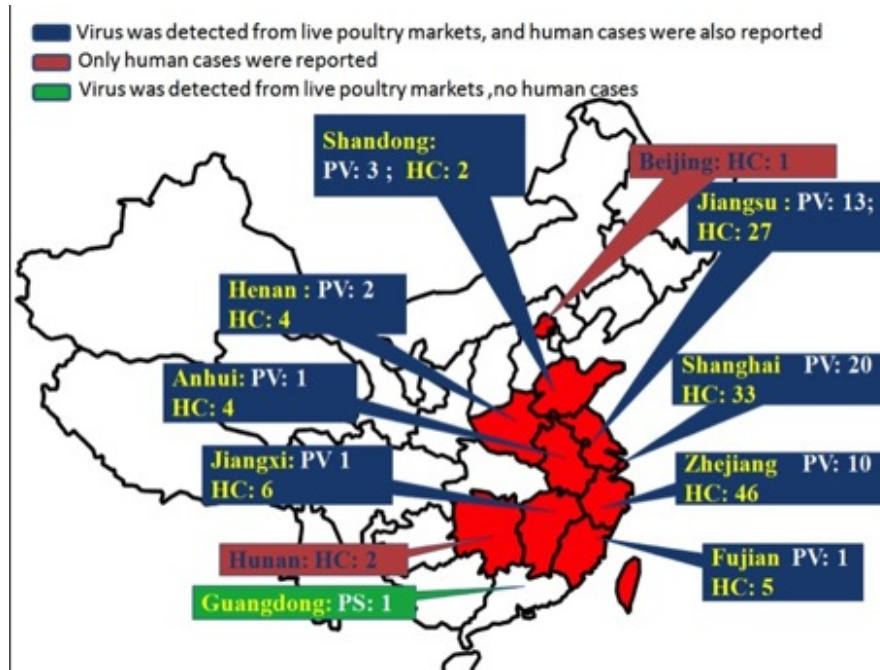 Virus was detected from live poultry markets, and human cases were also reported
Only human cases were reported
Virus was detected from live poultry markets ,no human cases
Shandong:
PV: 3 ; HC: 2
Beijing: HC: 1
Jiangsu : PV: 13;
HC: 27
Henan : PV: 2
HC: 4
Shanghai PV: 20
HC: 33
Anhui: PV: 1
HC: 4
Jiangxi: PV 1
HC: 6
Zhejiang PV: 10
HC: 46
Hunan: HC: 2
Fujian PV: 1
HC: 5
Guangdong: PS: 1